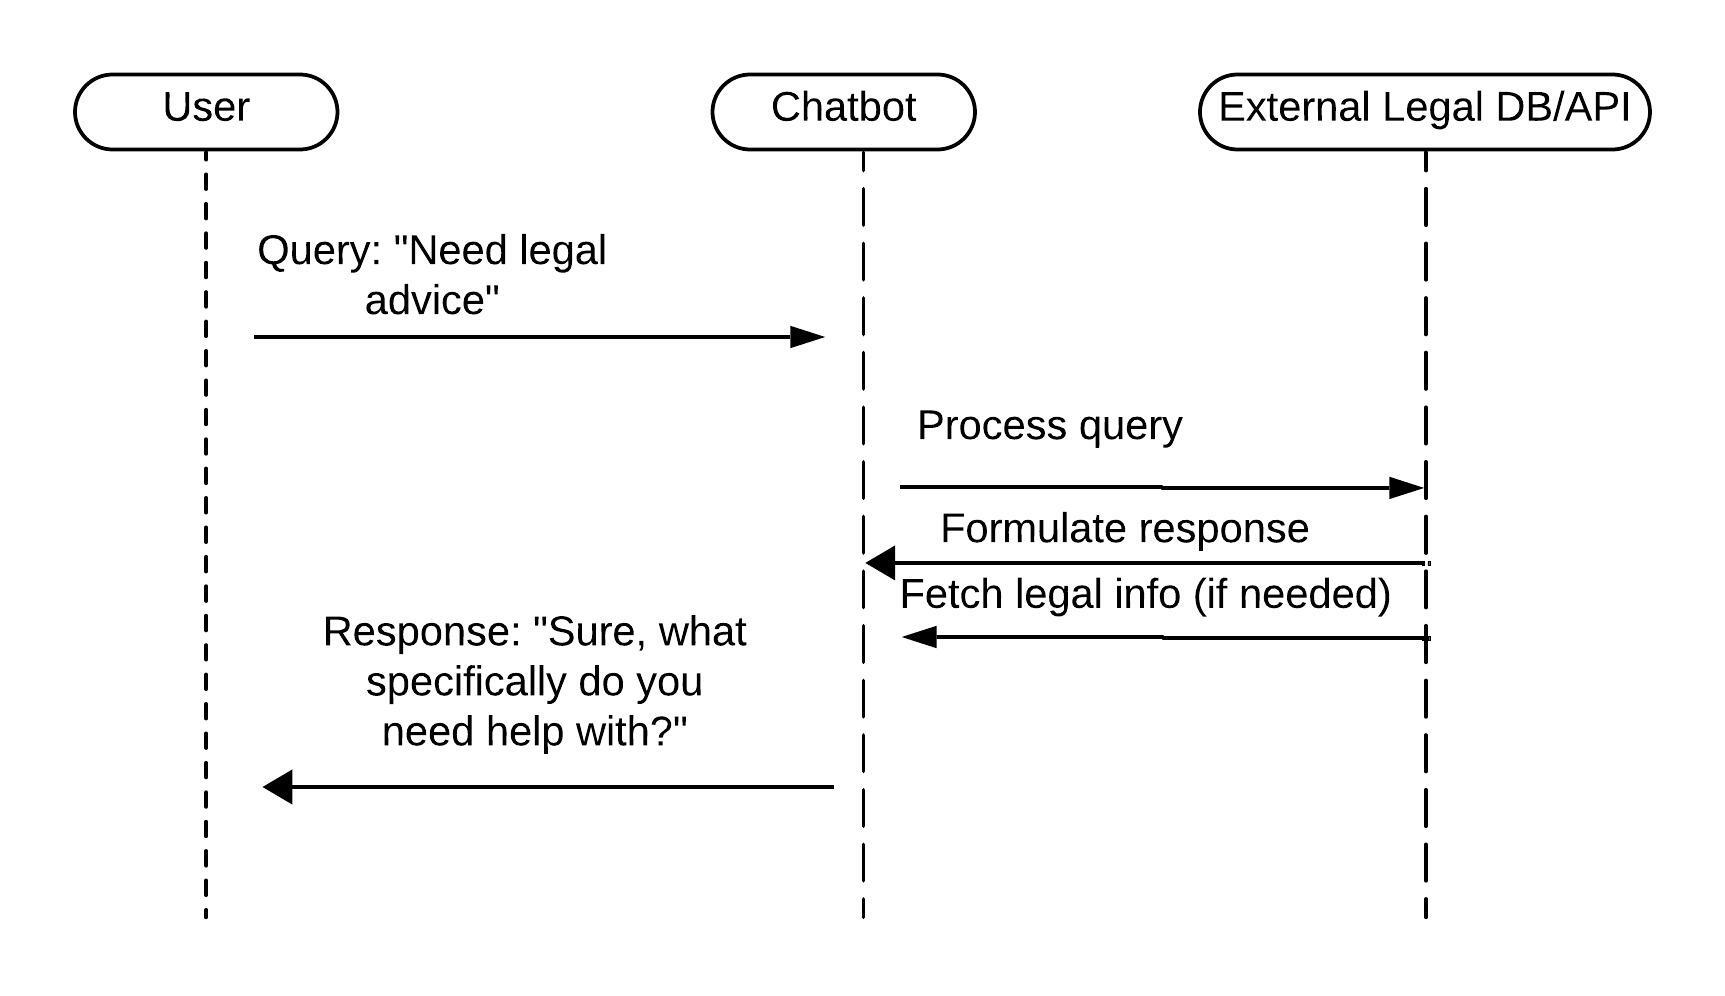 User
Chatbot
External Legal DB/API
Query: "Need legal
advice"
Process query
Formulate response
Fetch legal info (if needed)
Response: "Sure, what
specifically do you
need help with?"